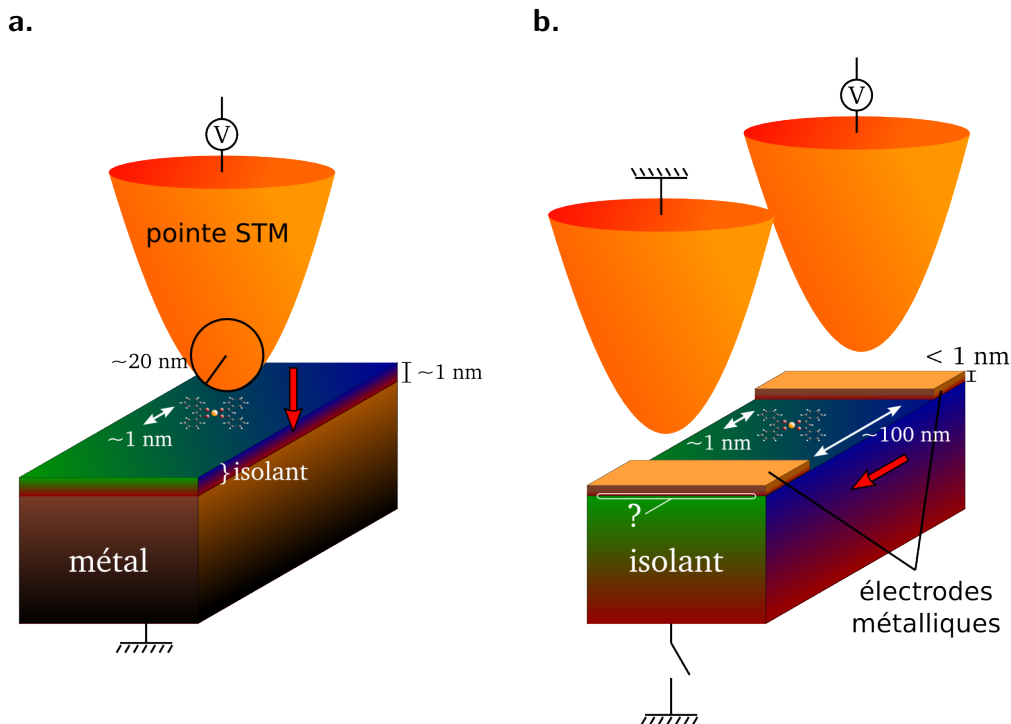 a.
V
pointe STM
~20 nm
~1 nm
~1 nm
}isolant
métal
b.
V
< 1 nm
~1 nm
~100 nm
?
isolant
électrodes
métalliques